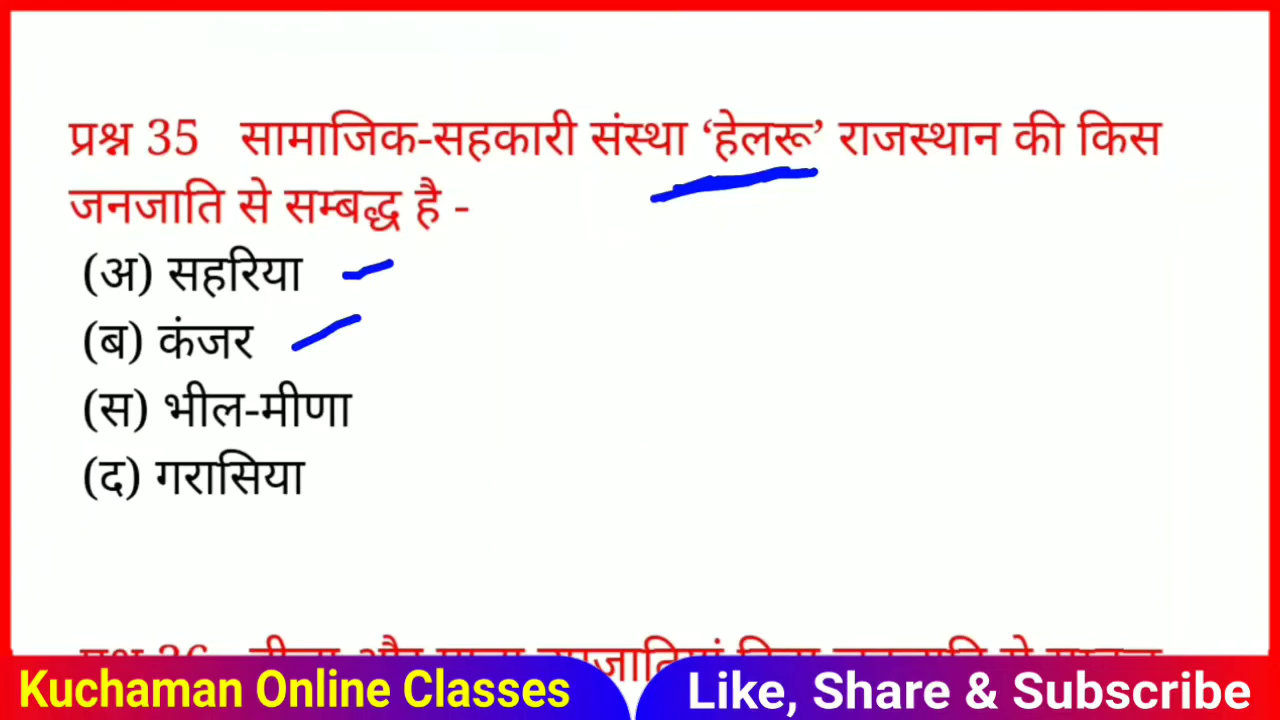 प्रश्न 35 सामाजिक-सहकारी संस्था ‘हेलरू’ राजस्थान की किस
जनजाति से सम्बद्ध है -
(अ) सहरिया
(ब) कंजर
(स) भील-मीणा
(द) गरासिया
Kuchaman Online Classes
Like, Share & Subscribe